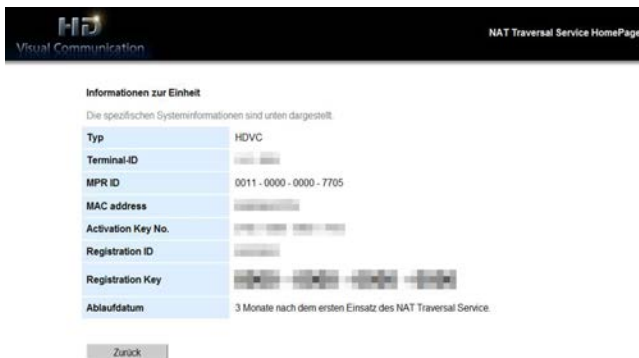 HD
Visual Communication
NAT Traversal Service HomePage
Informationen zur Einheit
Die spezifischen Systeminformationen sind unten dargestellt.
Typ HDVC
Terminal-ID
MPR ID 0011 - 0000 - 0000 - 7705
MAC address
Activation Key No.
Registration ID
Registration Key
Ablaufdatum 3 Monate nach dem ersten Einsatz des NAT Traversal Service.
Zurück